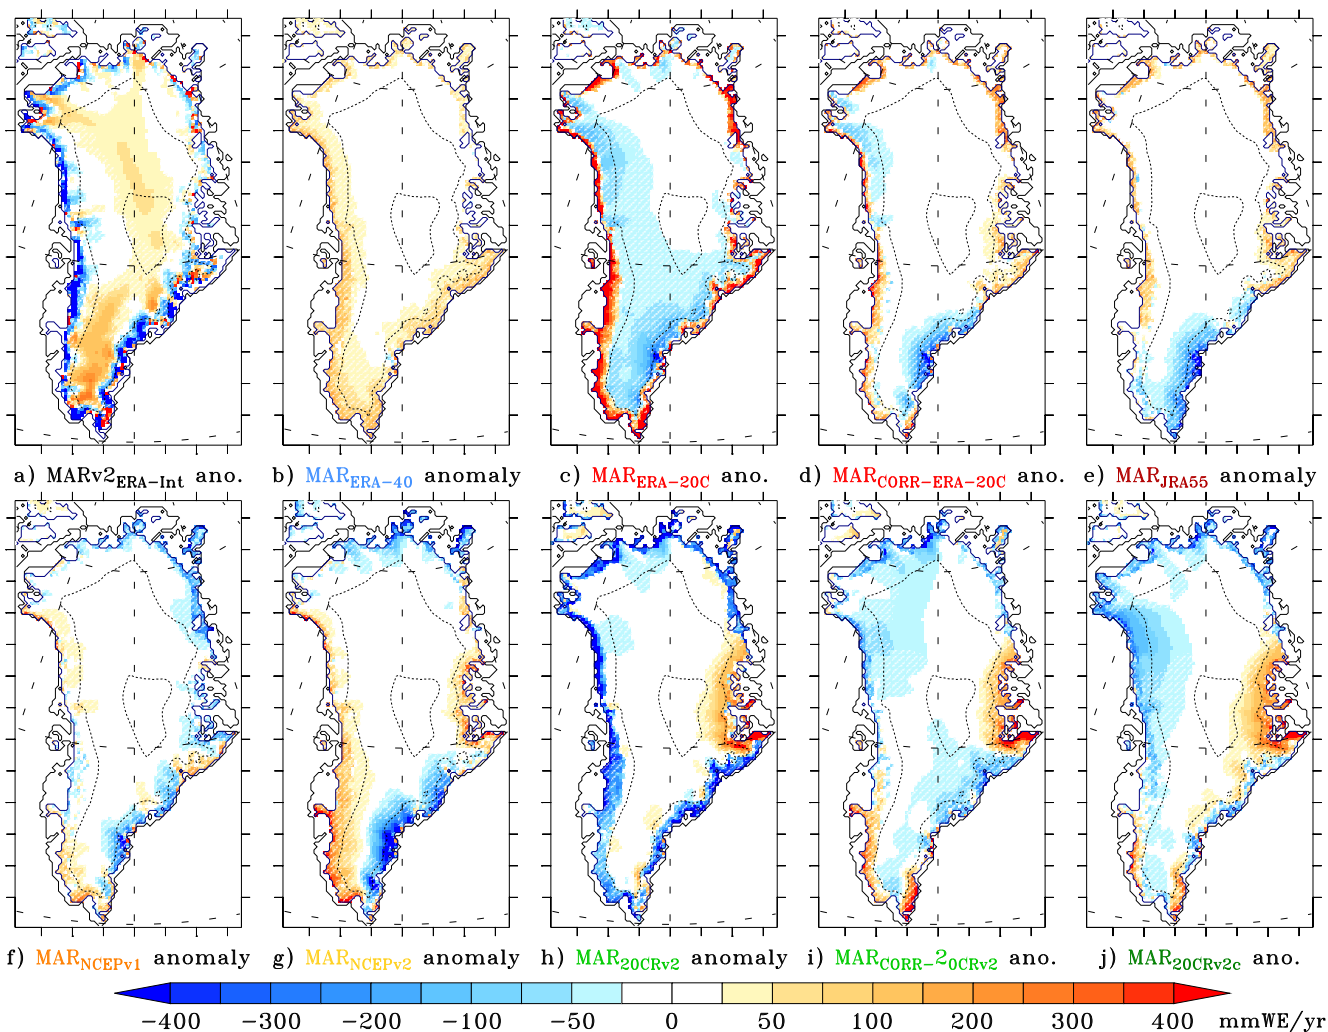 a) MARv2ERA-Int ano.
b) MARERA-40 anomaly
c) MARERA-20C ano.
d) MARCORR-ERA-20C ano.
e) MARJRA55 anomaly
f) MARNCEPv1 anomaly
g) MARNCEPv2 anomaly
h) MAR20CRv2 anomaly
i) MARCORR-20CRv2 ano.
j) MAR20CRv2c ano.
-400 -300 -200 -100 -50 0 50 100 200 300 400 mmWE/yr